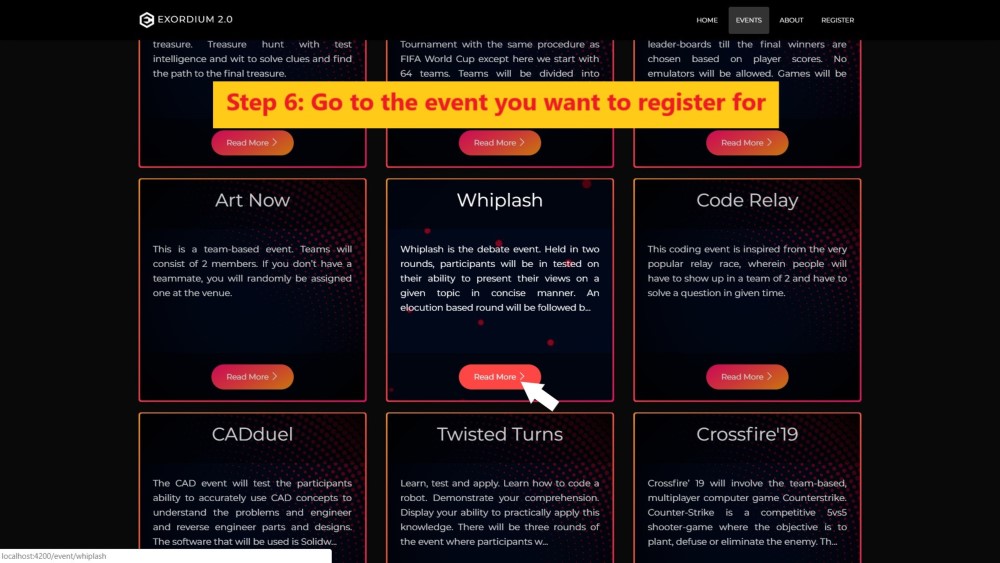 EXORDIUM 2.0
HOME EVENTS ABOUT REGISTER
treasure. Treasure hunt with test
intelligence and wit to solve clues and find
the path to the final treasure.
Read More
Tournament with the same procedure as
FIFA World Cup except here we start with
64 teams. Teams will be divided into
Read More
leader-boards till the final winners are
chosen based on player scores. No
emulators will be allowed. Games will be
Read More
Step 6: Go to the event you want to register for
Art Now
This is a team-based event. Teams will
consist of 2 members. If you don't have a
teammate, you will randomly be assigned
one at the venue.
Read More
Whiplash
Whiplash is the debate event. Held in two
rounds, participants will be in tested on
their ability to present their views on a
given topic in concise manner. An
elocution based round will be followed b...
Read More
Code Relay
This coding event is inspired from the very
popular relay race, wherein people will
have to show up in a team of 2 and have to
solve a question in given time.
Read More
CADduel
The CAD event will test the participants
ability to accurately use CAD concepts to
understand the problems and engineer
and reverse engineer parts and designs.
The software that will be used is Solidw...
Twisted Turns
Learn, test and apply. Learn how to code a
robot. Demonstrate your comprehension.
Display your ability to practically apply this
knowledge. There will be three rounds of
the event where participants w...
Crossfire'19
Crossfire' 19 will involve the team-based,
multiplayer computer game Counterstrike.
Counter-Strike is a competitive 5vs5
shooter-game where the objective is to
plant, defuse or eliminate the enemy. Th...
localhost:4200/event/whiplash